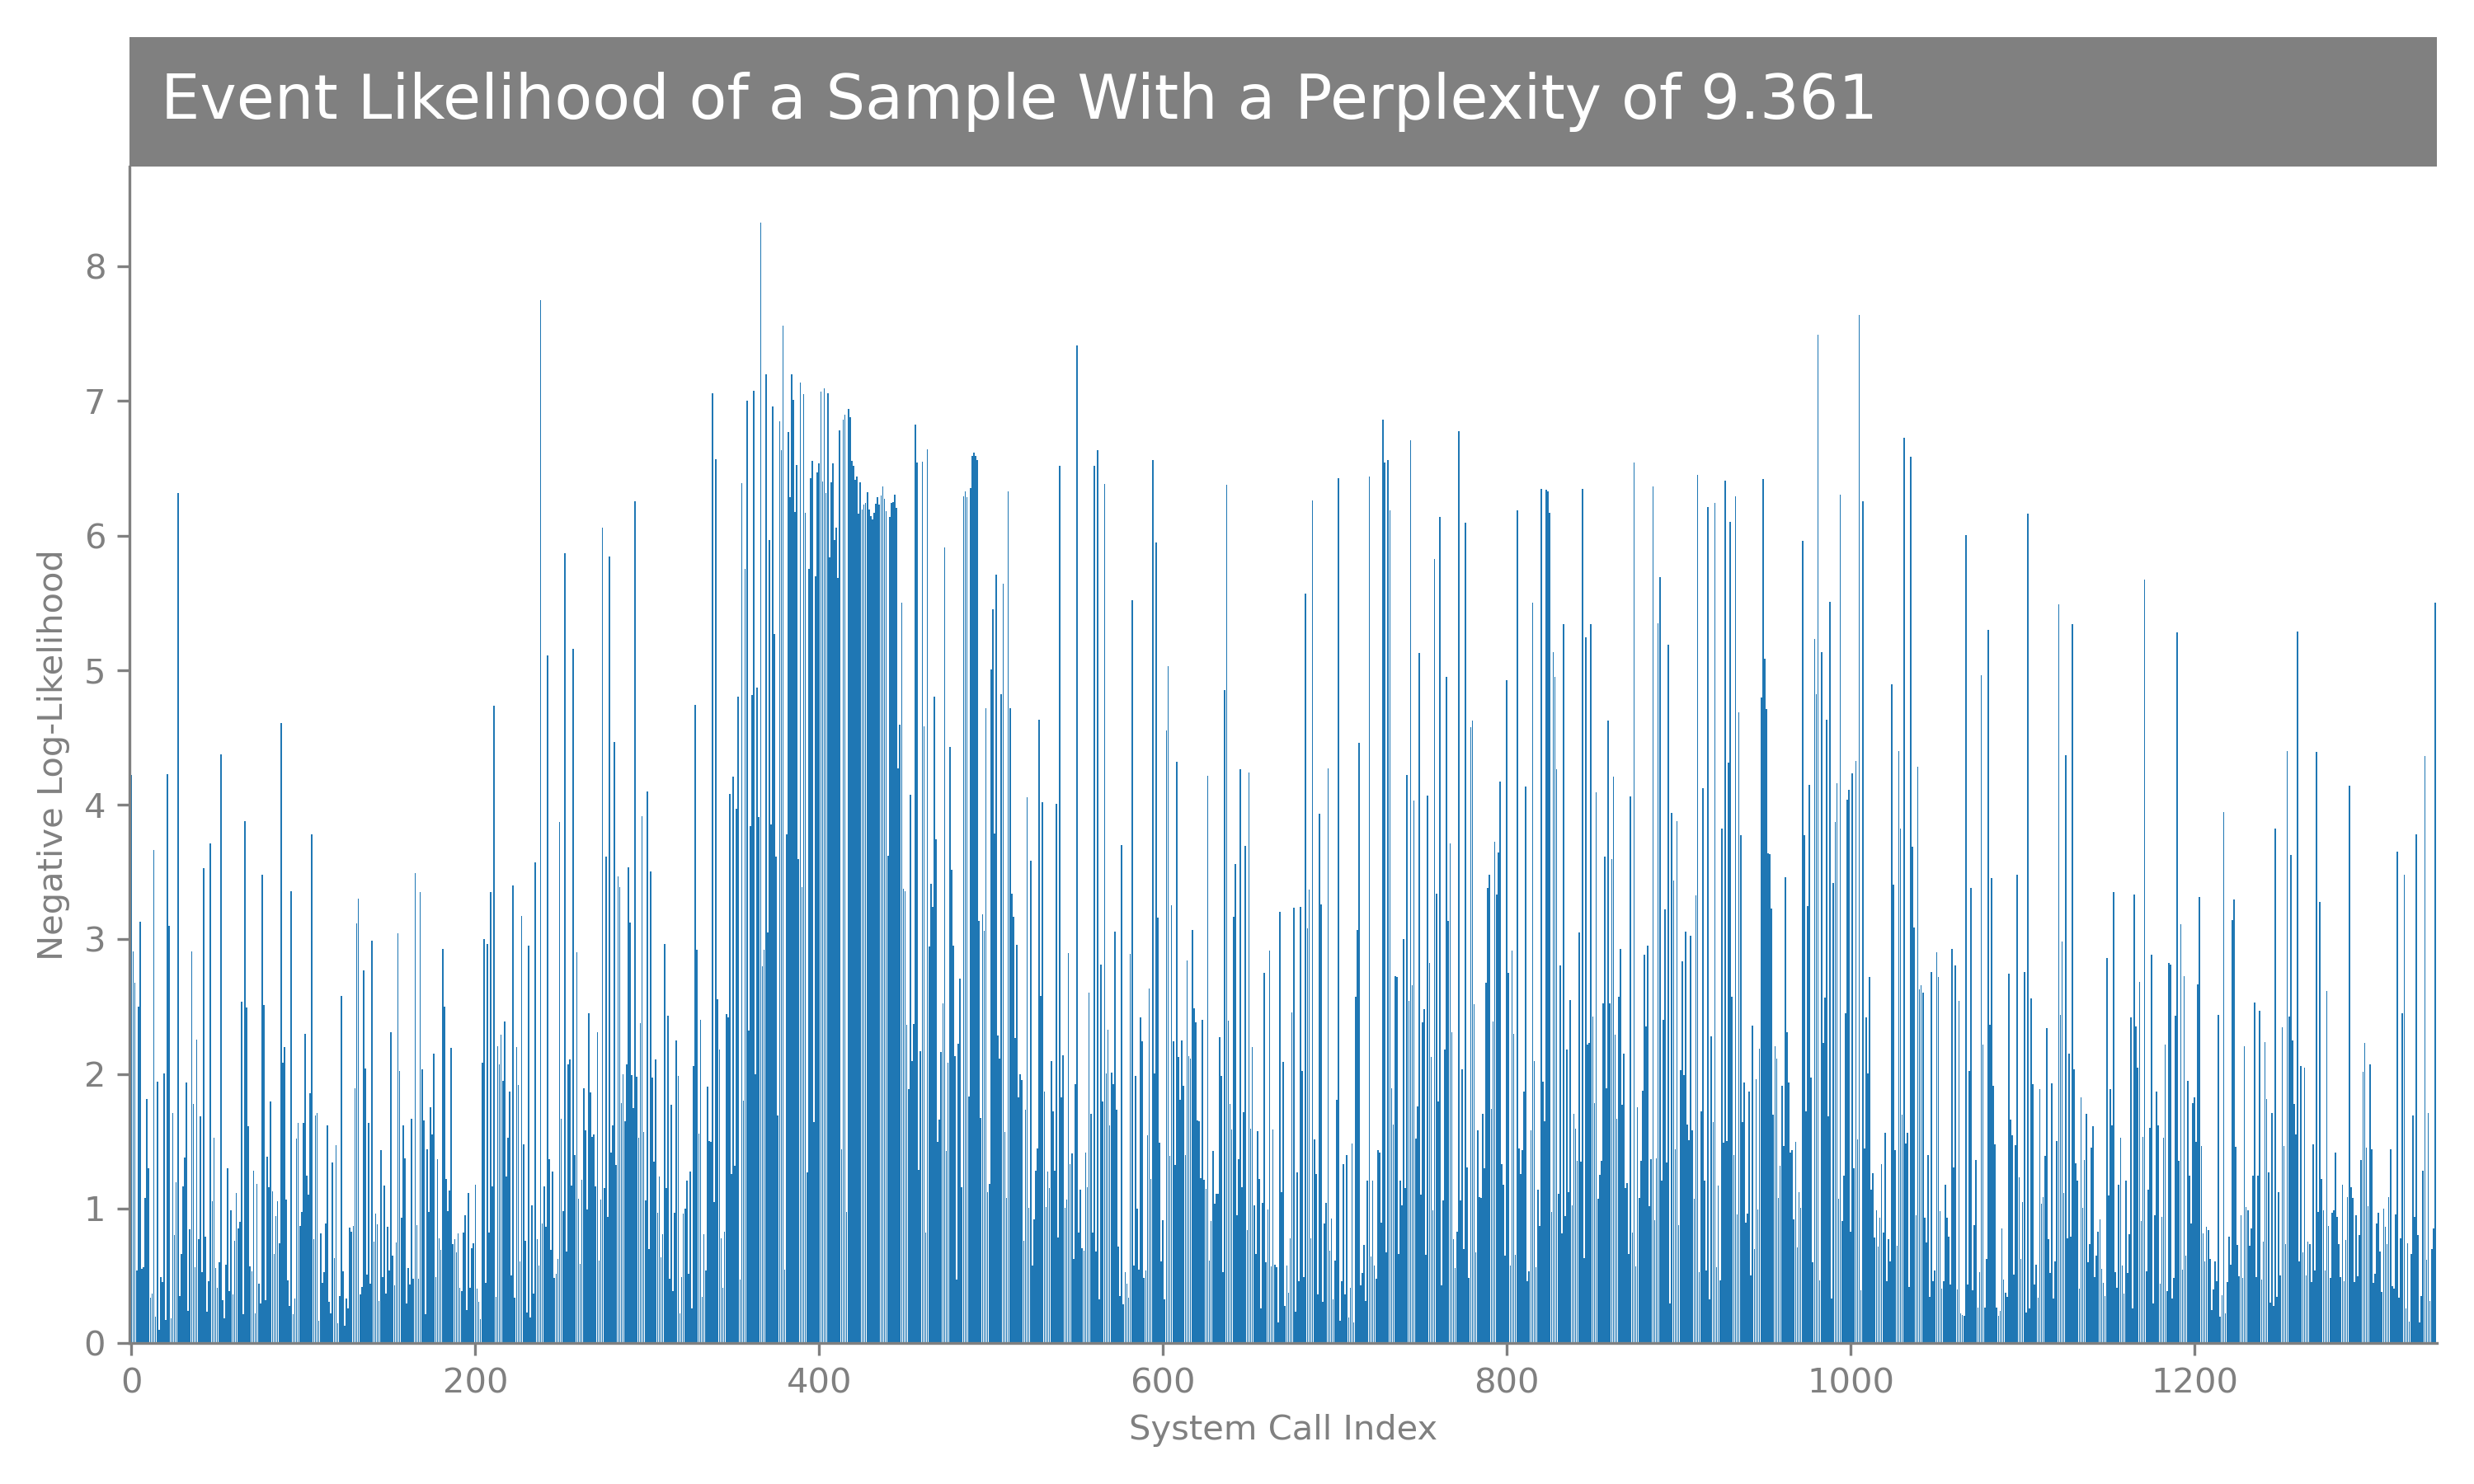 Event Likelihood of a Sample With a Perplexity of 9.361
8
7
6
5
4
3
2
1
0
Negative Log-Likelihood
0 200 400 600 800 1000 1200
System Call Index